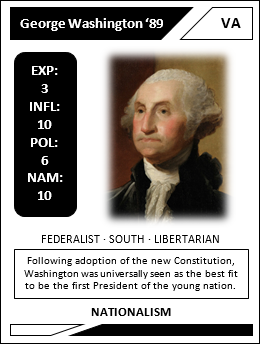 George Washington ‘89
VA
EXP:
3
INFL:
10
POL:
6
NAM:
10
FEDERALIST · SOUTH · LIBERTARIAN
Following adoption of the new Constitution,
Washington was universally seen as the best fit
to be the first President of the young nation.
NATIONALISM